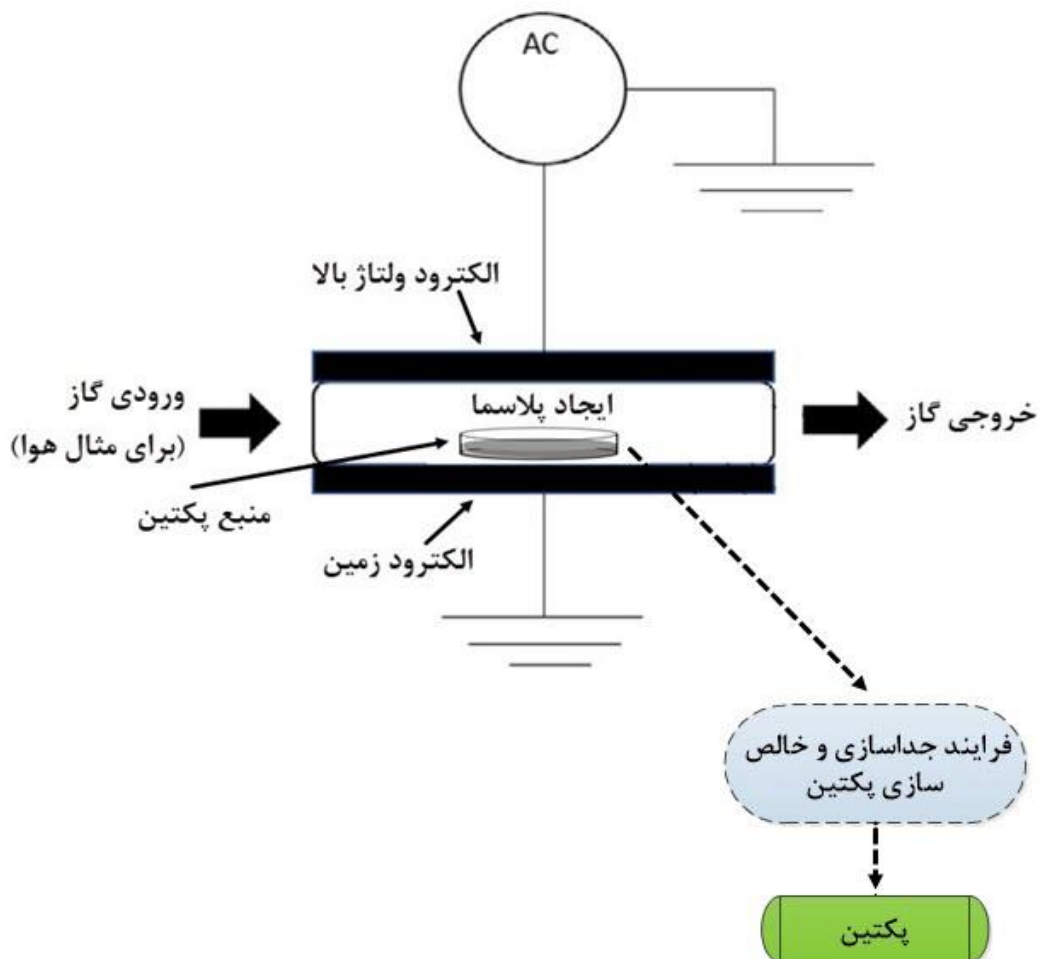 AC
الکترود ولتاژ بالا
ورودی گاز
(برای مثال هوا)
ایجاد پلاسما
خروجی گاز
منبع پکتین
الکترود زمین
فرایند جداسازی و خالص
سازی پکتین
پکتین